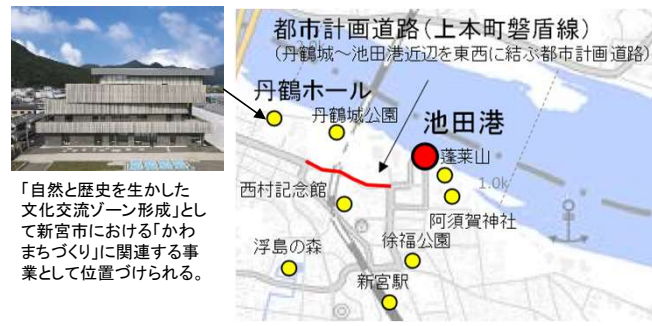 都市計画道路(上本町磐盾線)
(丹鶴城～池田港近辺を東西に結ぶ都市計画道路)
丹鶴ホール
丹鶴城公園
池田港
蓬莱山
1.0k
西村記念館
阿須賀神社
浮島の森
徐福公園
新宮駅
「自然と歴史を生かした
文化交流ゾーン形成」とし
て新宮市における「かわ
まちづくり」に関連する事
業として位置づけられる。